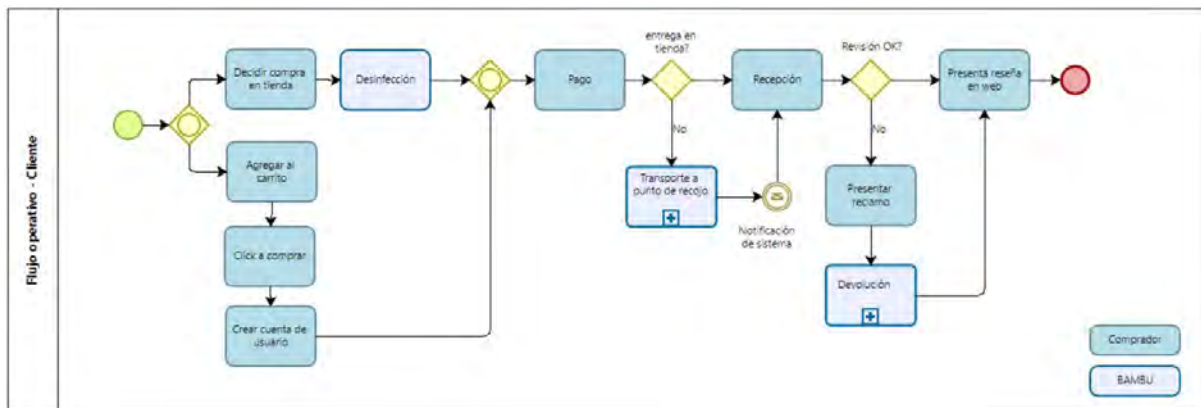 Flujo operativo - Cliente
Decidir compra
en tienda
Desinfección
Agregar al
carrito
Click a comprar
Crear cuenta de
usuario
Pago
entrega en
tienda?
No
Transporte a
punto de recojo
Notificación
de sistema
Recepción
Revisión OK?
No
Presentar
reclamo
Devolución
Presenta reseña
en web
Comprador
BAMBU